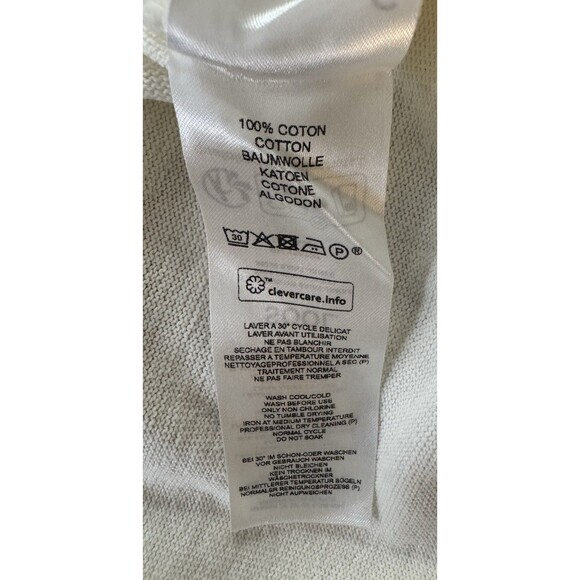 100% COTON
COTTON
BAUMWOLLE
KATOEN
COTONE
ALGODON
30 P ®
™ clevercare.info
LAVER A 30° CYCLE DELICAT
LAVER AVANT UTILISATION
NE PAS BLANCHIR
SECHAGE EN TAMBOUR INTERDIT
REPASSER A TEMPERATURE MOYENNE
NETTOYAGEPROFESSIONNEL A SEC (P)
TRAITEMENT NORMAL
NE PAS FAIRE TREMPER
WASH COOL/COLD
WASH BEFORE USE
ONLY NON CHLORINE
NO TUMBLE DRYING
IRON AT MEDIUM TEMPERATURE
PROFESSIONAL DRY CLEANING (P)
NORMAL CYCLE
DO NOT SOAK
BEI 30° IM SCHON-ODER WASCHEN
VOR GEBRAUCH WASCHEN
NICHT BLEICHEN
KEIN TROCKNEN IM
WÄSCHETROCKNER
BEI MITTLERER TEMPERATUR BÜGELN
NORMALER REINIGUNGSPROZESS (P)
NICHT AUFWEICHEN